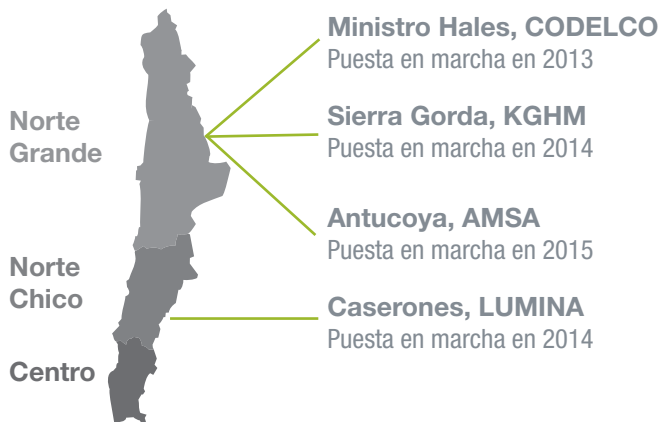 Ministro Hales, CODELCO
Puesta en marcha en 2013
Norte
Grande
Sierra Gorda, KGHM
Puesta en marcha en 2014
Antucoya, AMSA
Puesta en marcha en 2015
Norte
Chico
Caserones, LUMINA
Puesta en marcha en 2014
Centro